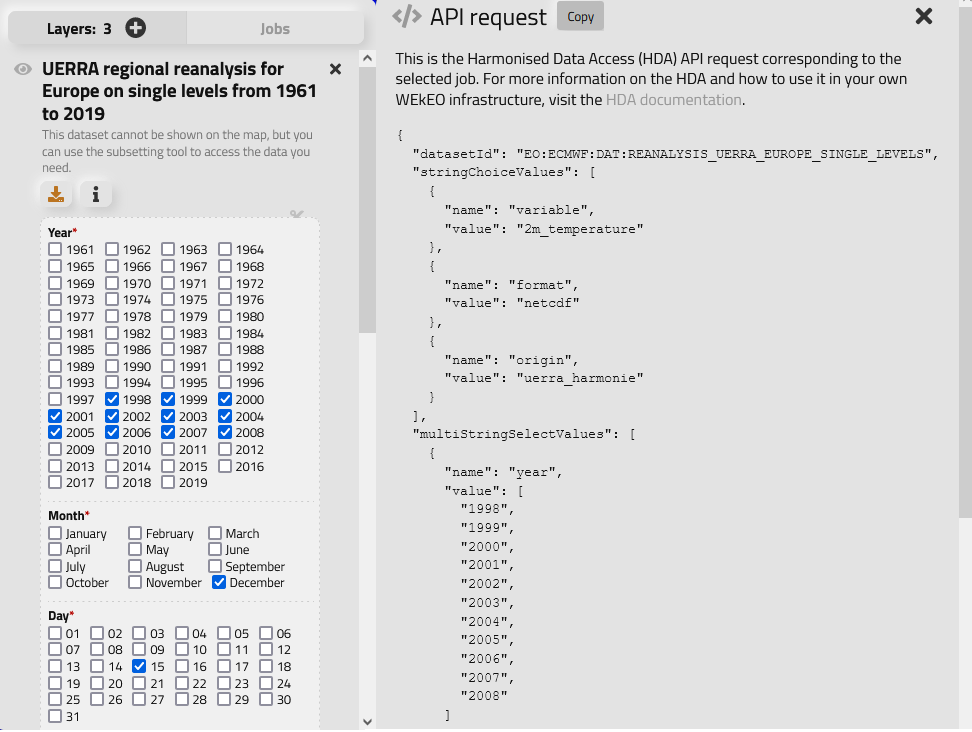 Layers: 3
Jobs
UERRA regional reanalysis for
Europe on single levels from 1961
to 2019
This dataset cannot be shown on the map, but you
can use the subsetting tool to access the data you
need.
Year*
1961 1962 1963 1964
1965 1966 1967 1968
1969 1970 1971 1972
1973 1974 1975 1976
1977 1978 1979 1980
1981 1982 1983 1984
1985 1986 1987 1988
1989 1990 1991 1992
1993 1994 1995 1996
1997 1998 1999 2000
2001 2002 2003 2004
2005 2006 2007 2008
2009 2010 2011 2012
2013 2014 2015 2016
2017 2018 2019
Month*
January February March
April May June
July August September
October November December
Day*
01 02 03 04 05 06
07 08 09 10 11 12
13 14 15 16 17 18
19 20 21 22 23 24
25 26 27 28 29 30
31
</> API request Copy
This is the Harmonised Data Access (HDA) API request corresponding to the
selected job. For more information on the HDA and how to use it in your own
WEkEO infrastructure, visit the HDA documentation.
{
"datasetId": "EO:ECMWF:DAT:REANALYSIS_UERRA_EUROPE_SINGLE_LEVELS",
"stringChoiceValues": [
{
"name": "variable",
"value": "2m_temperature"
},
{
"name": "format",
"value": "netcdf"
},
{
"name": "origin",
"value": "uerra_harmonie"
}
],
"multiStringSelectValues": [
{
"name": "year",
"value": [
"1998",
"1999",
"2000",
"2001",
"2002",
"2003",
"2004",
"2005",
"2006",
"2007",
"2008"
]